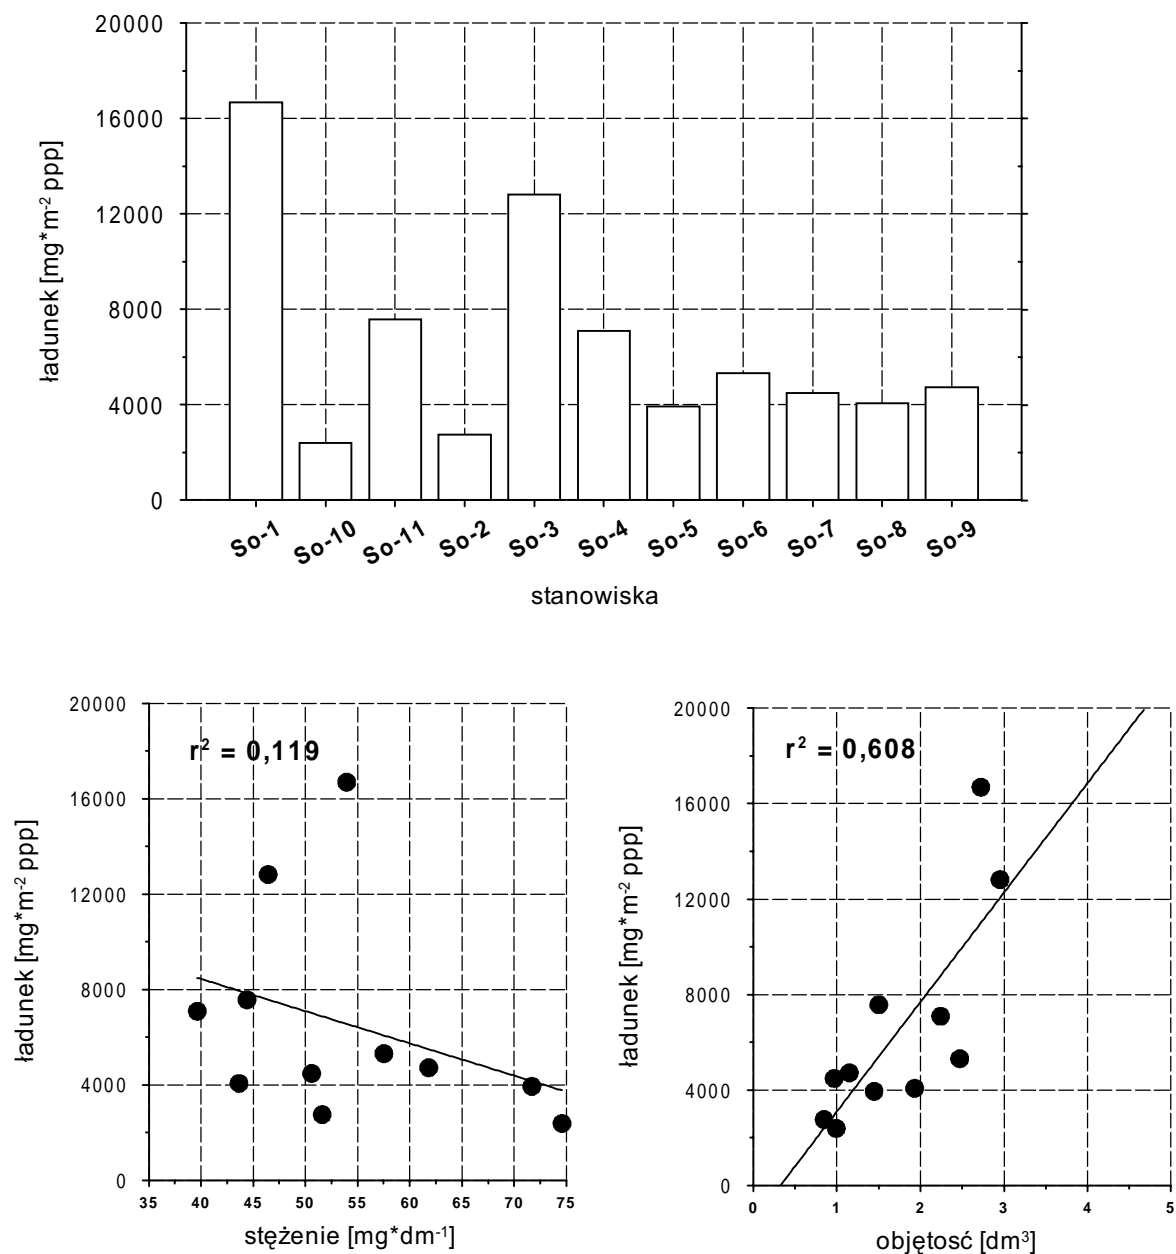 20000
16000
12000
8000
4000
0
ładunek [mg*m-2 ppp]
So-1 So-10 So-11 So-2 So-3 So-4 So-5 So-6 So-7 So-8 So-9
stanowiska
20000
16000
12000
8000
4000
0
ładunek [mg*m-2 ppp]
r2 = 0,119
35 40 45 50 55 60 65 70 75
stężenie [mg*dm-1]
20000
16000
12000
8000
4000
0
ładunek [mg*m-2 ppp]
r2 = 0,608
0 1 2 3 4 5
objętosć [dm3]